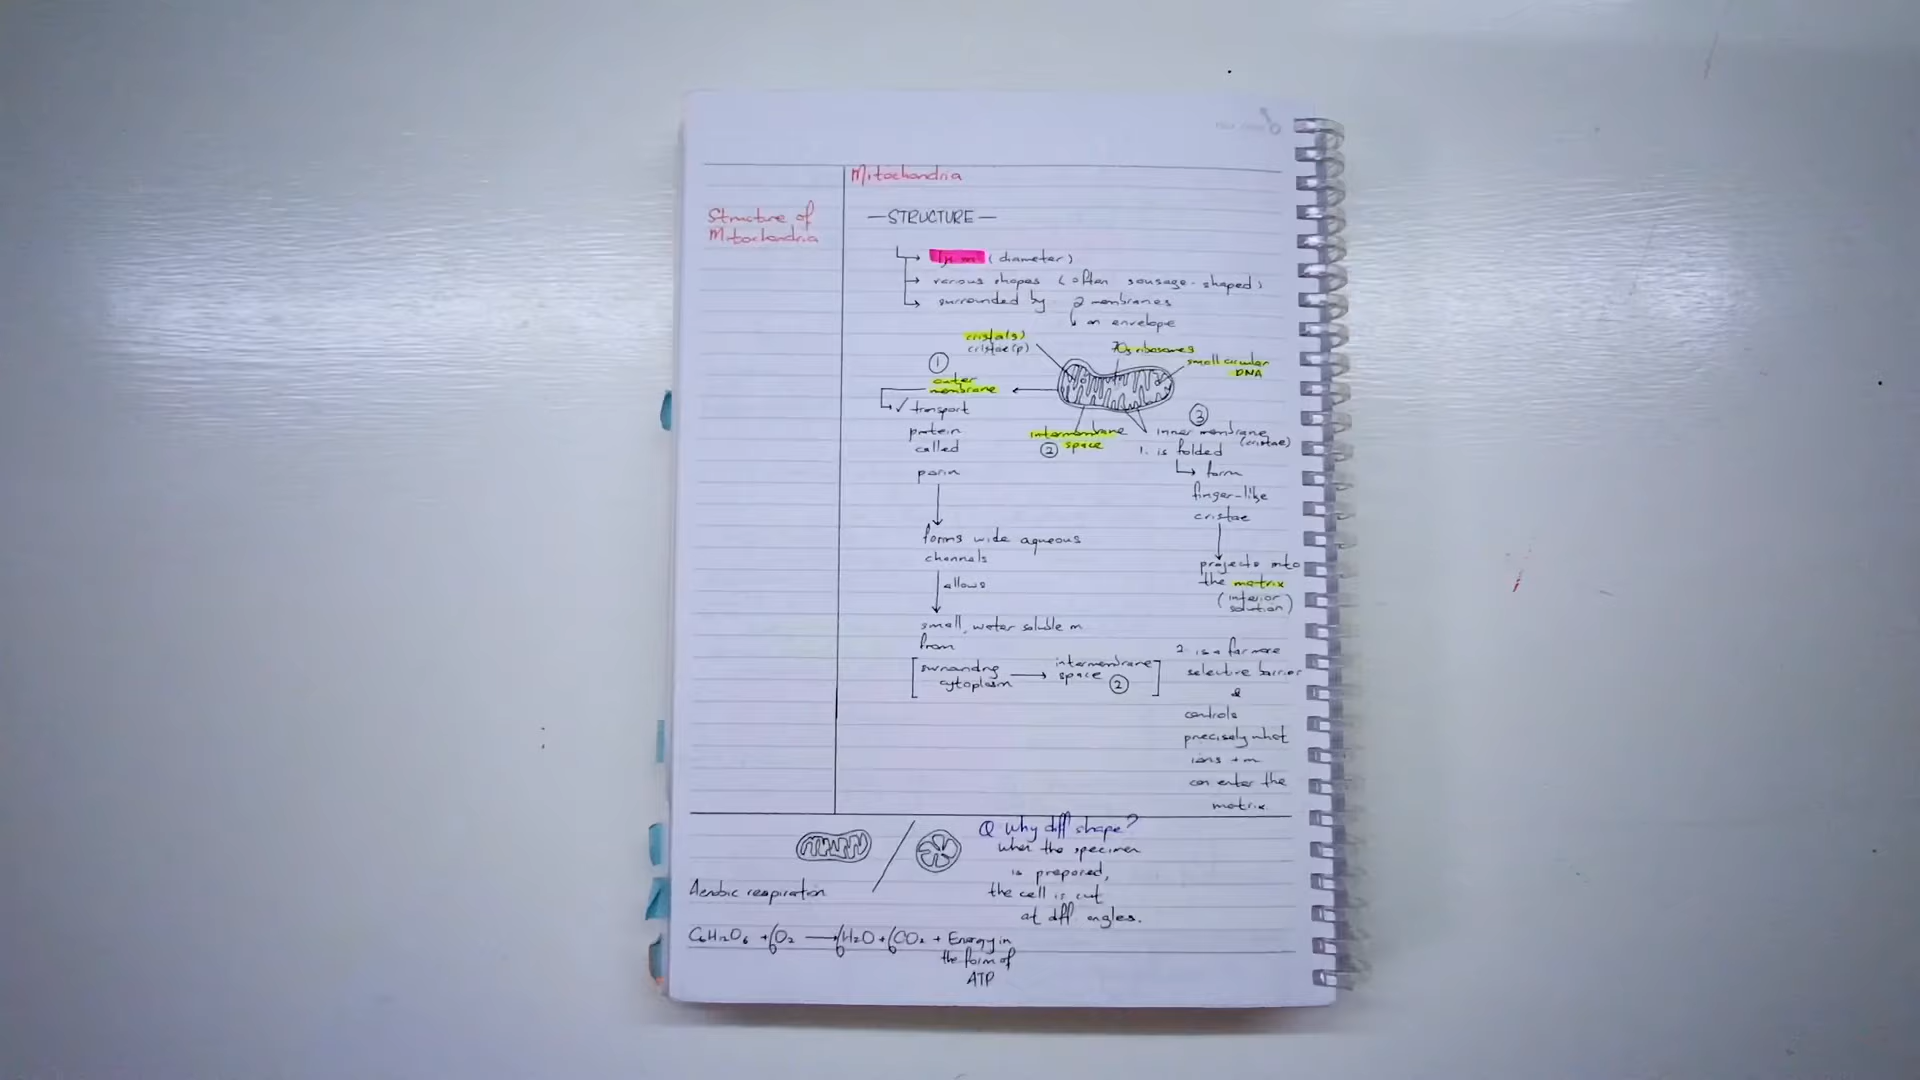 Mitochondria
Structure of
Mitochondria
— STRUCTURE —
1μm (diameter)
various shapes (often sausage-shaped)
surrounded by 2 membranes
an envelope
crista(s)
cristae(p)
70s ribosomes
small circular
DNA
①
outer
membrane
✓ transport
protein
called
porin
forms wide aqueous
channels
allows
small, water soluble m
from
surrounding
cytoplasm
intermembrane
space ②
intermembrane
② space
③
inner membrane
(cristae)
1. is folded
form
finger-like
cristae
projects into
the matrix
(interior
solution)
2. is a far more
selective barrier
&
controls
precisely what
ions + m
can enter the
matrix
Aerobic respiration
Q Why diff shape?
when the specimen
is prepared,
the cell is cut
at diff angles.
C6H12O6 + 6O2 → 6H2O + 6CO2 + Energy in
the form of
ATP